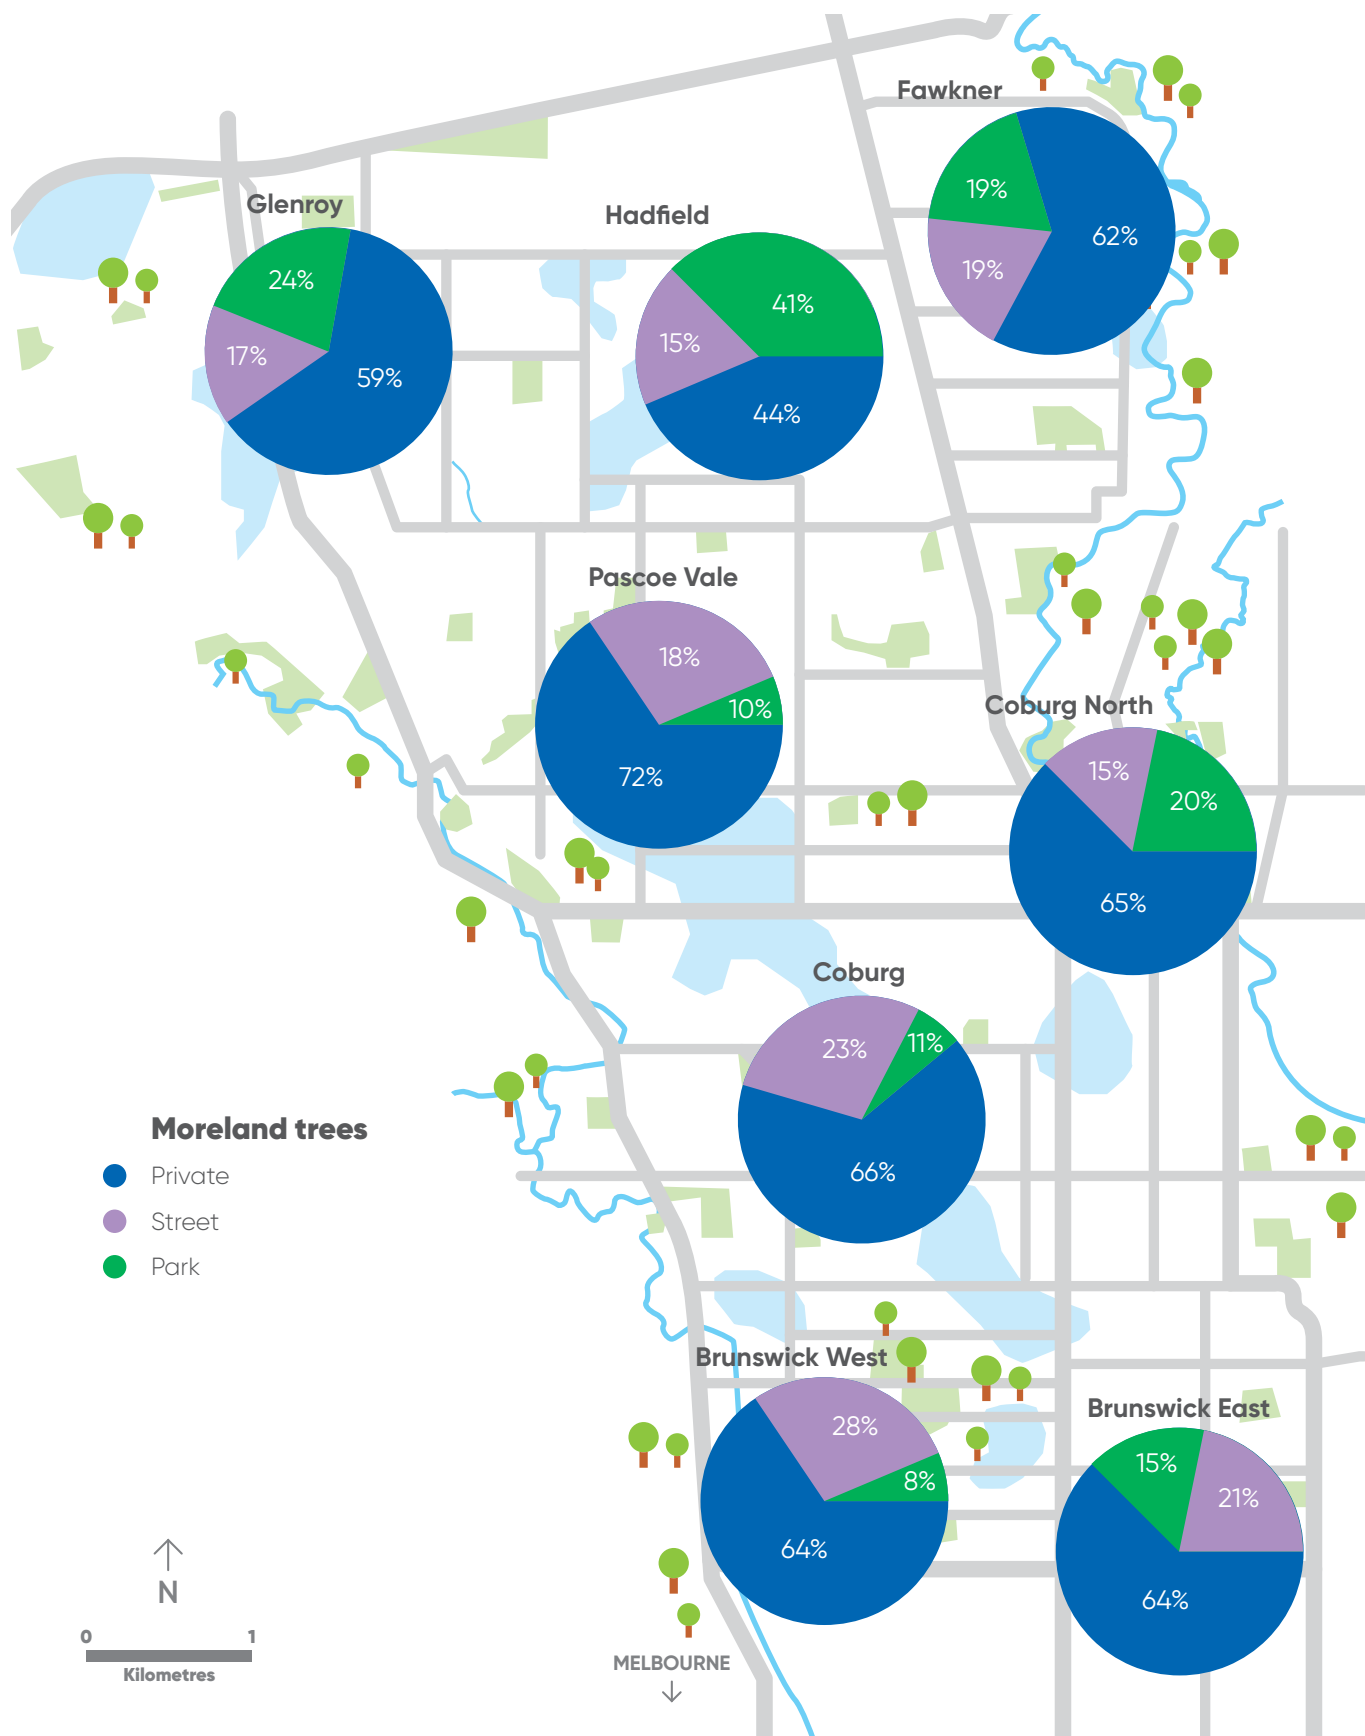 Fawkner
19%
62%
19%
Glenroy
24%
17%
59%
Hadfield
41%
15%
44%
Pascoe Vale
18%
10%
72%
Coburg North
15%
20%
65%
Coburg
23%
11%
66%
Moreland trees
Private
Street
Park
Brunswick West
28%
8%
64%
Brunswick East
15%
21%
64%
N
0 1
Kilometres
MELBOURNE